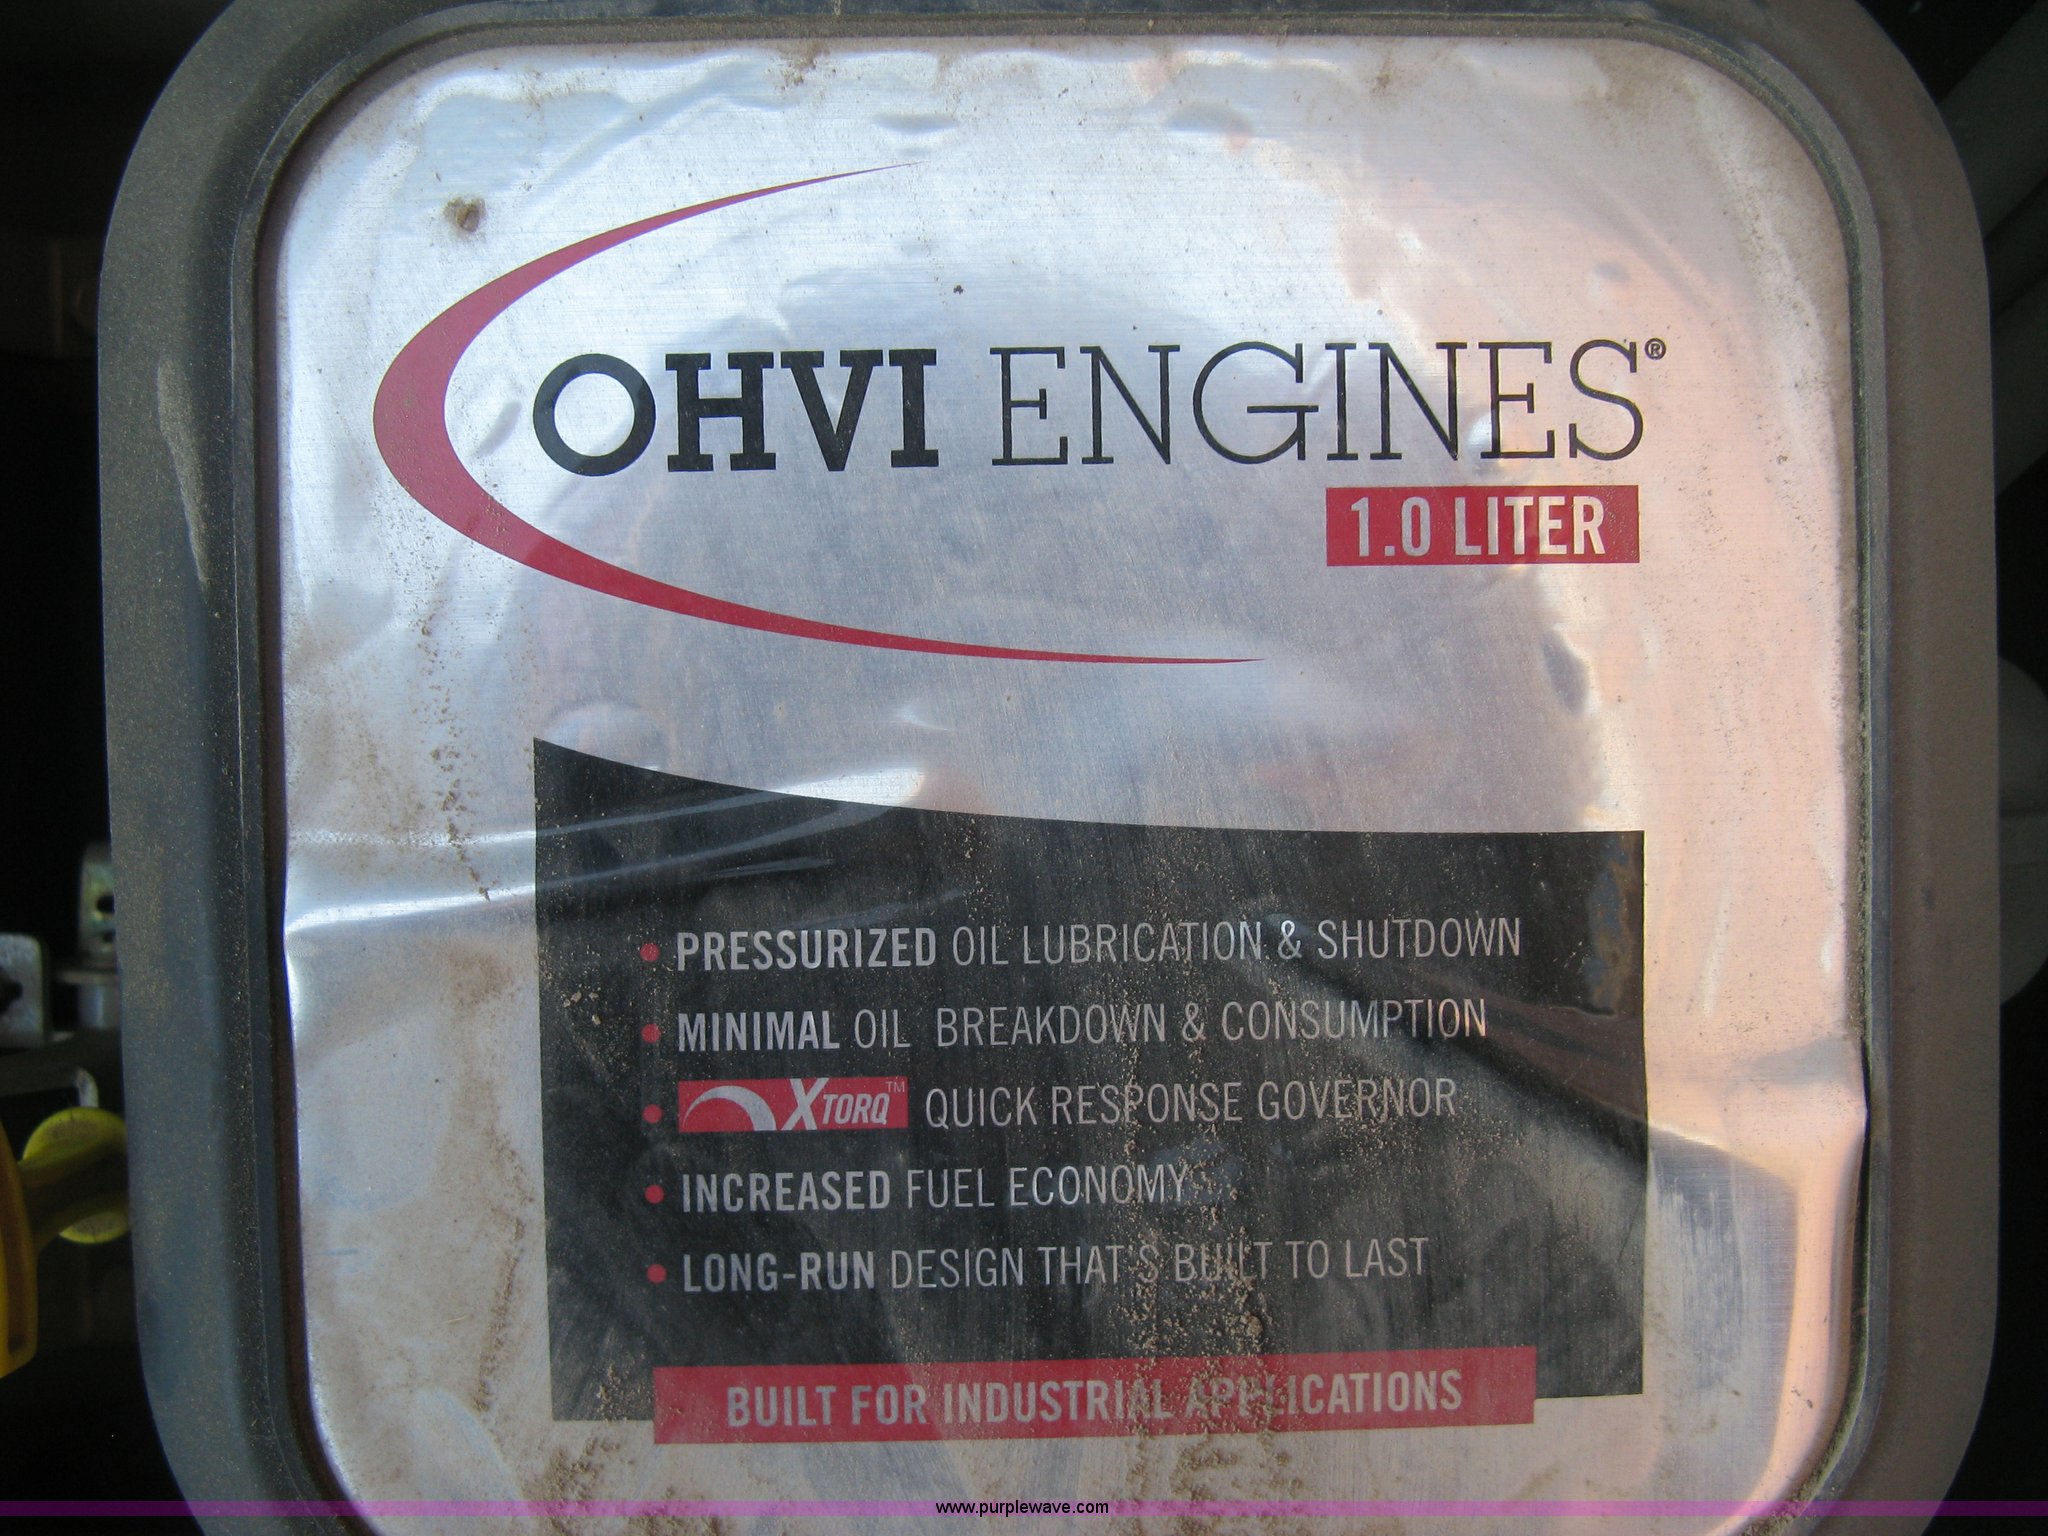 OHVI ENGINES®
1.0 LITER
• PRESSURIZED OIL LUBRICATION & SHUTDOWN
• MINIMAL OIL BREAKDOWN & CONSUMPTION
• XTORQ™ QUICK RESPONSE GOVERNOR
• INCREASED FUEL ECONOMY
• LONG-RUN DESIGN THAT'S BUILT TO LAST
BUILT FOR INDUSTRIAL APPLICATIONS
www.purplewave.com